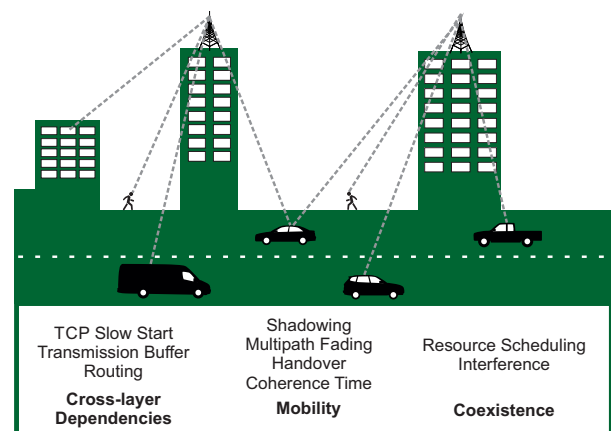 TCP Slow Start
Transmission Buffer
Routing
Cross-layer
Dependencies
Shadowing
Multipath Fading
Handover
Coherence Time
Mobility
Resource Scheduling
Interference
Coexistence